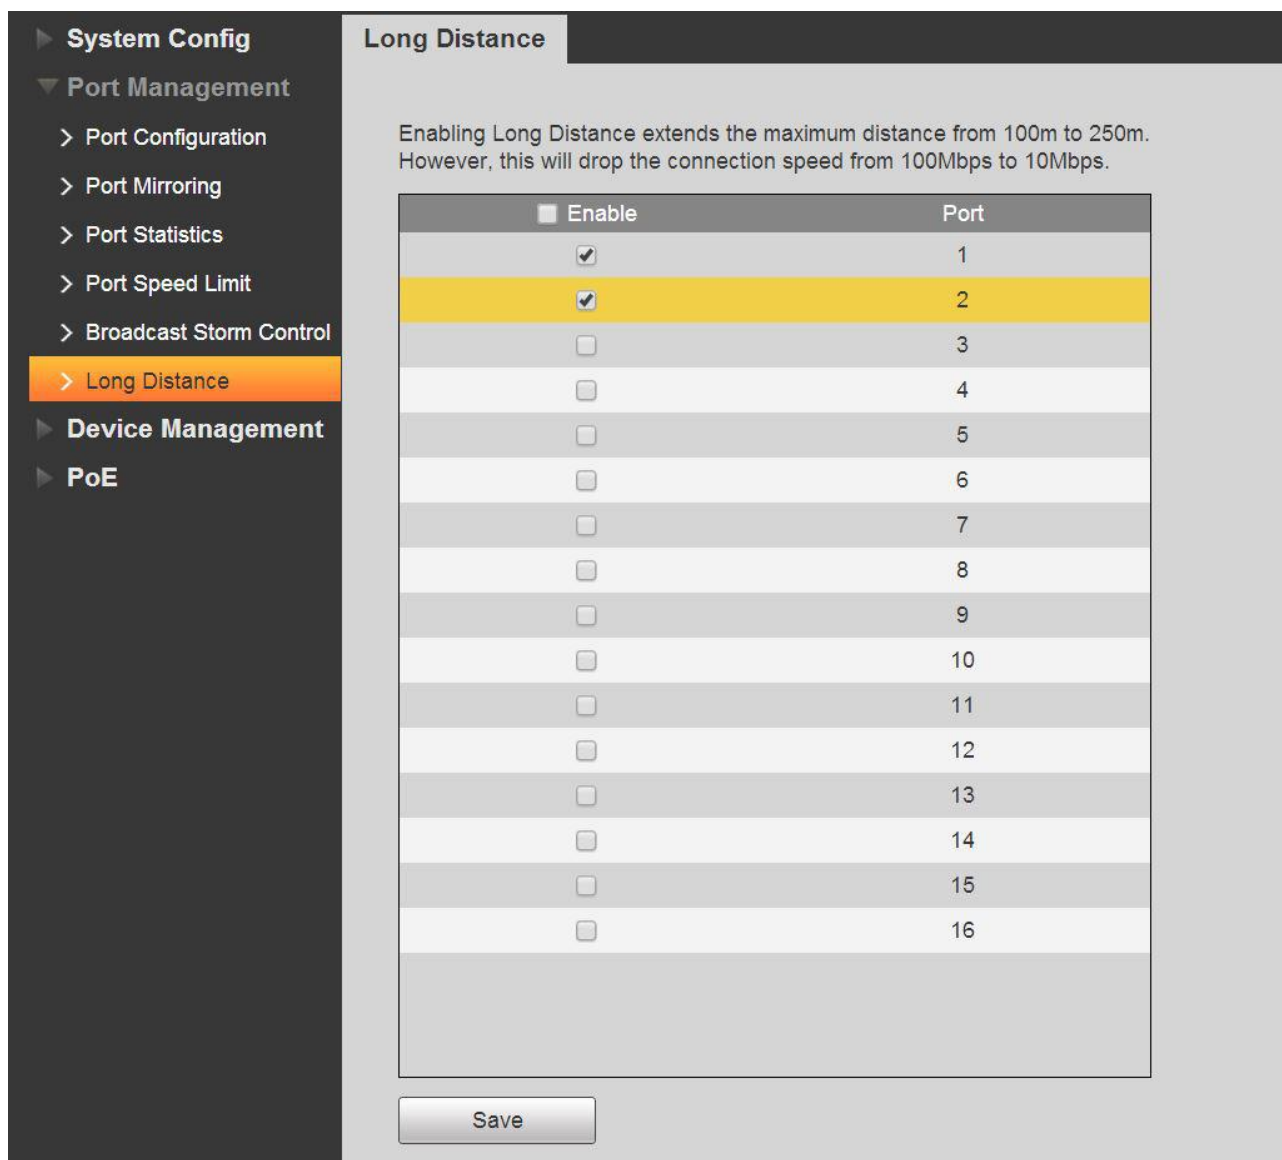 System Config
Port Management
Port Configuration
Port Mirroring
Port Statistics
Port Speed Limit
Broadcast Storm Control
Long Distance
Device Management
PoE
Long Distance
Enabling Long Distance extends the maximum distance from 100m to 250m.
However, this will drop the connection speed from 100Mbps to 10Mbps.
Enable Port
1
2
3
4
5
6
7
8
9
10
11
12
13
14
15
16
Save